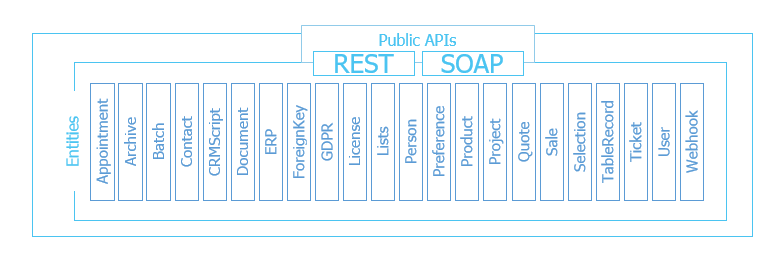 Public APIs
REST
SOAP
Entities
Appointment
Archive
Batch
Contact
CRMScript
Document
ERP
ForeignKey
GDPR
License
Lists
Person
Preference
Product
Project
Quote
Sale
Selection
TableRecord
Ticket
User
Webhook